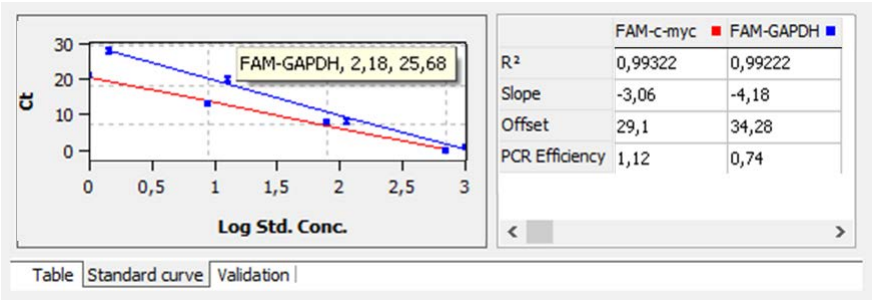 30
20
10
0
Ct
FAM-GAPDH, 2,18, 25,68
0 0,5 1 1,5 2 2,5 3
Log Std. Conc.
FAM-c-myc FAM-GAPDH
R² 0,99322 0,99222
Slope -3,06 -4,18
Offset 29,1 34,28
PCR Efficiency 1,12 0,74
Table Standard curve Validation